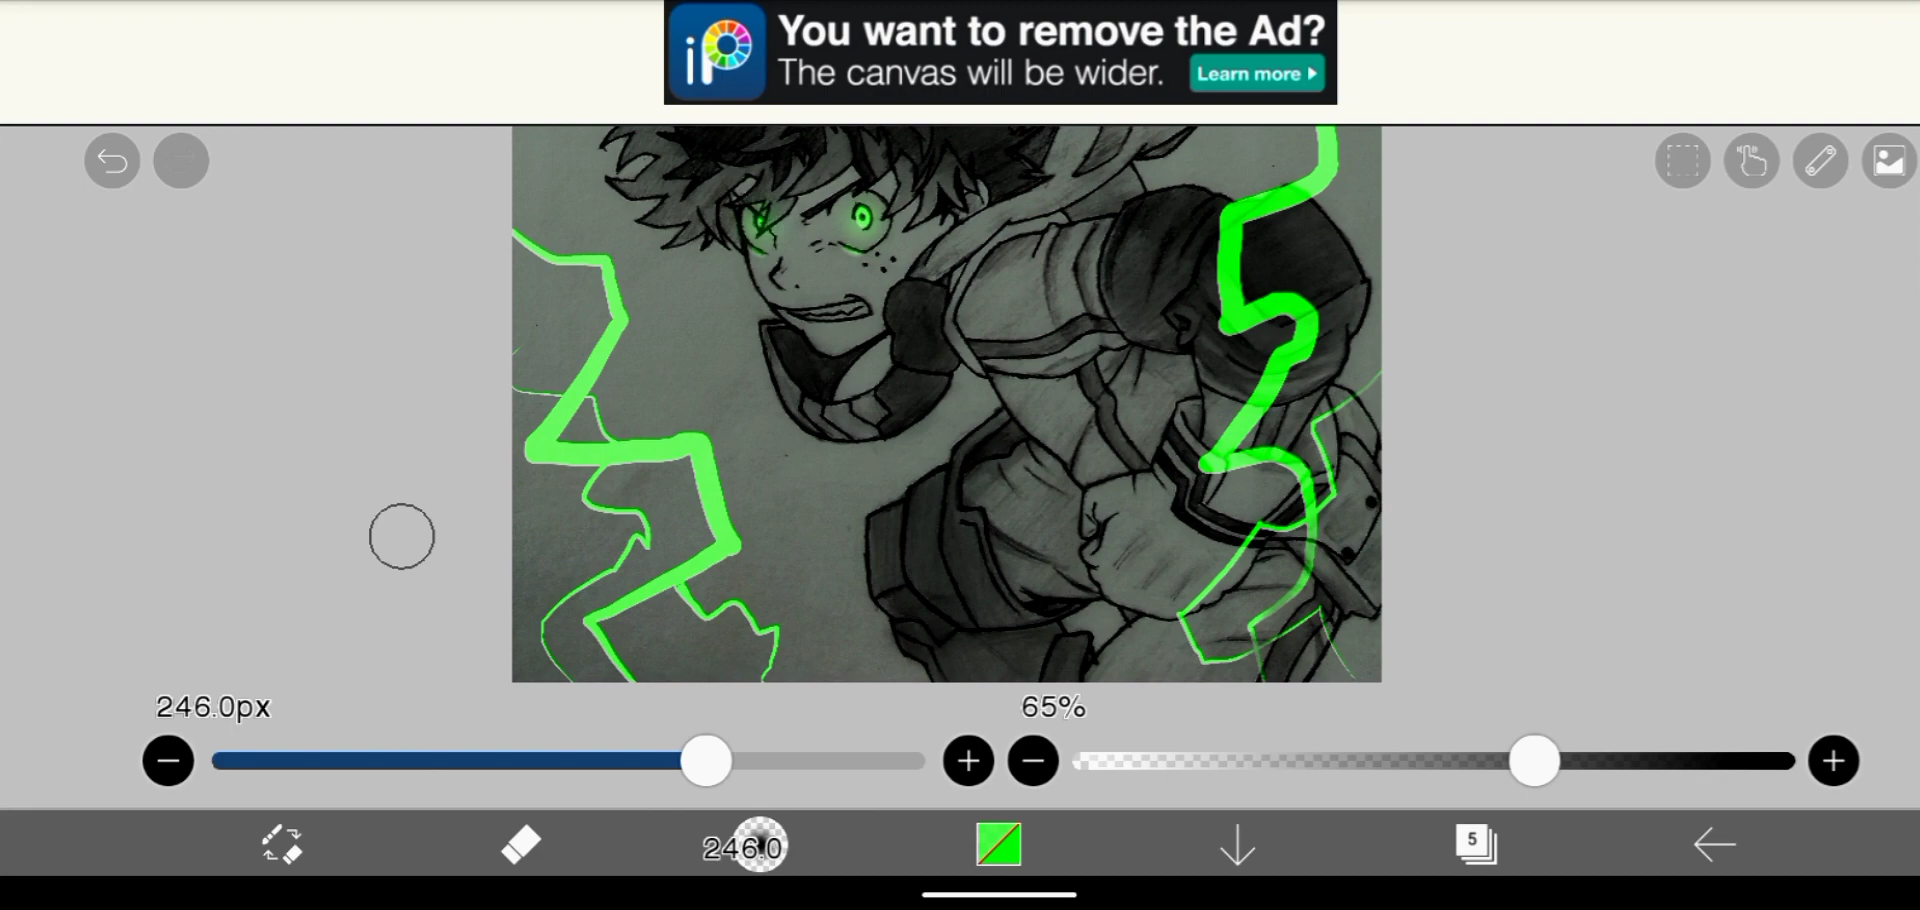 iP
You want to remove the Ad?
The canvas will be wider.
Learn more
246.0px
65%
246.0
5